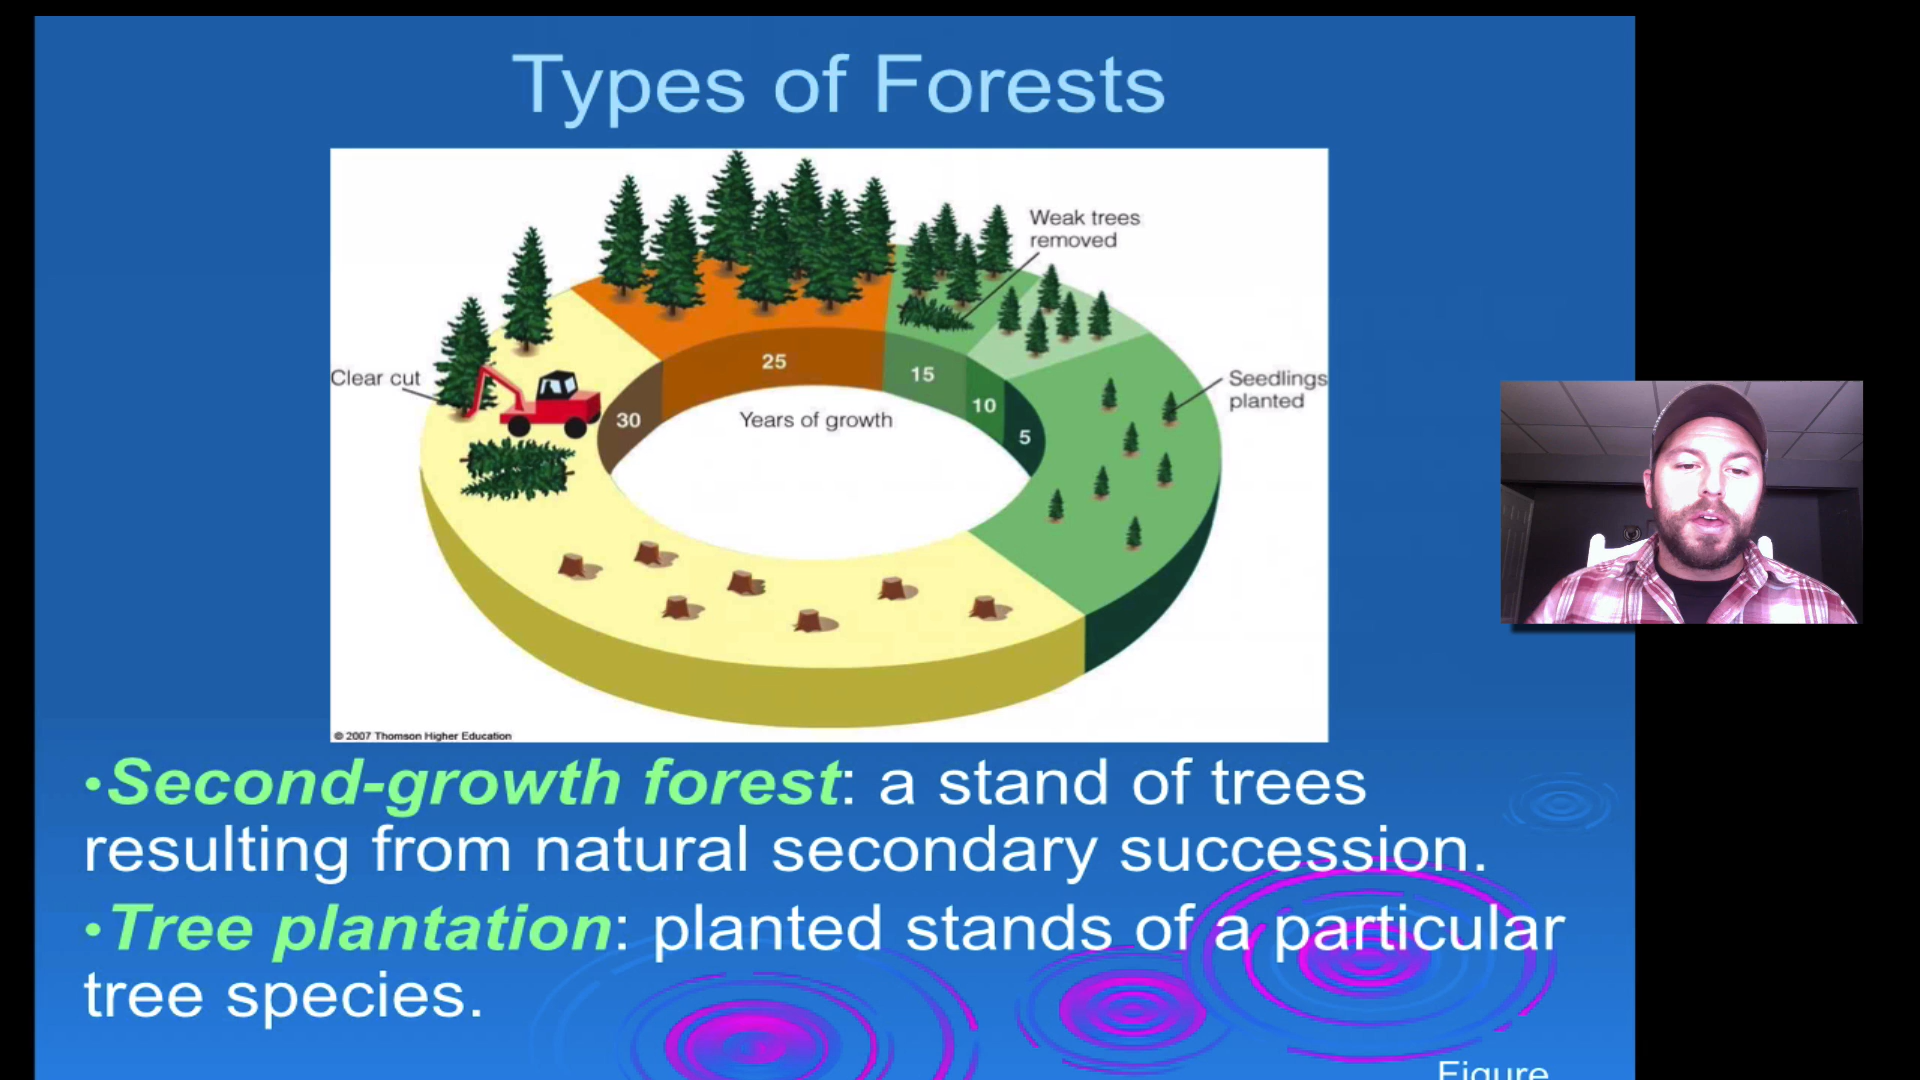 Types of Forests
Weak trees
removed
Clear cut
25
15
Seedlings
planted
10
30
Years of growth
5
© 2007 Thomson Higher Education
•Second-growth forest: a stand of trees
resulting from natural secondary succession.
•Tree plantation: planted stands of a particular
tree species.
Figure